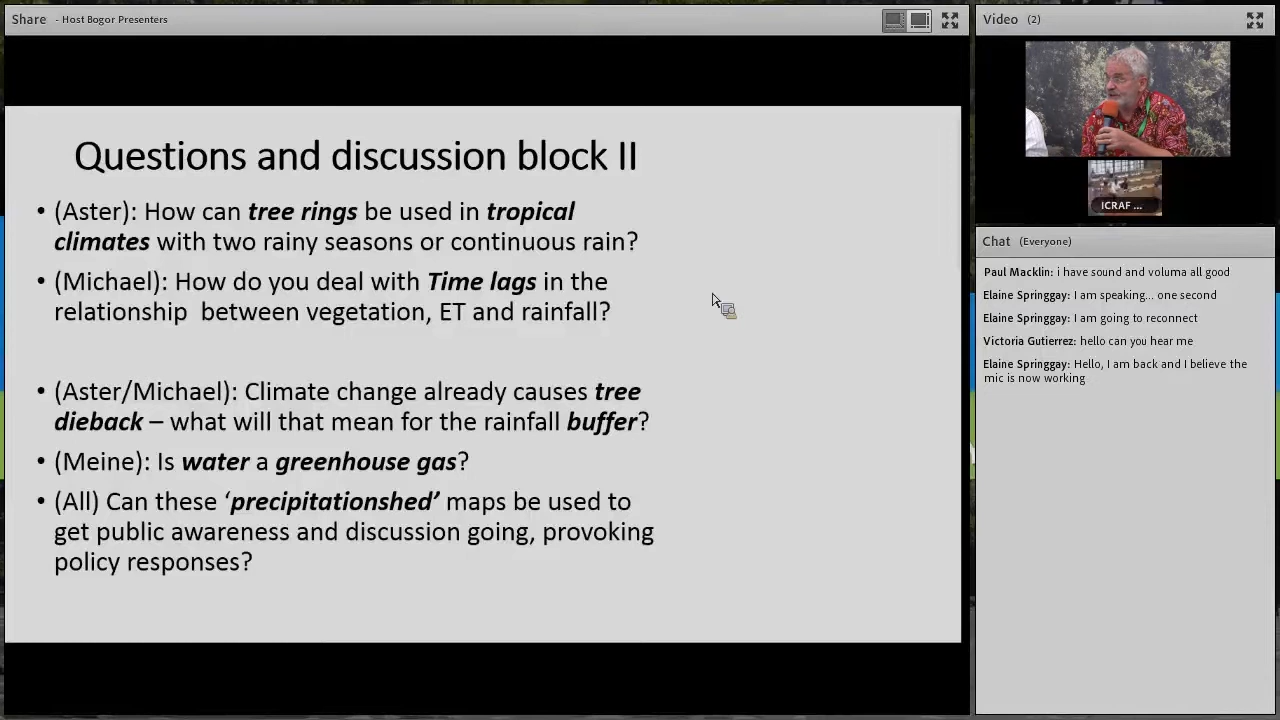 Share - Host Bogor Presenters
Questions and discussion block II
• (Aster): How can tree rings be used in tropical
climates with two rainy seasons or continuous rain?
• (Michael): How do you deal with Time lags in the
relationship between vegetation, ET and rainfall?
• (Aster/Michael): Climate change already causes tree
dieback – what will that mean for the rainfall buffer?
• (Meine): Is water a greenhouse gas?
• (All) Can these ‘precipitationshed’ maps be used to
get public awareness and discussion going, provoking
policy responses?
Video (2)
ICRAF ...
Chat (Everyone)
Paul Macklin: i have sound and voluma all good
Elaine Springgay: I am speaking... one second
Elaine Springgay: I am going to reconnect
Victoria Gutierrez: hello can you hear me
Elaine Springgay: Hello, I am back and I believe the
mic is now working